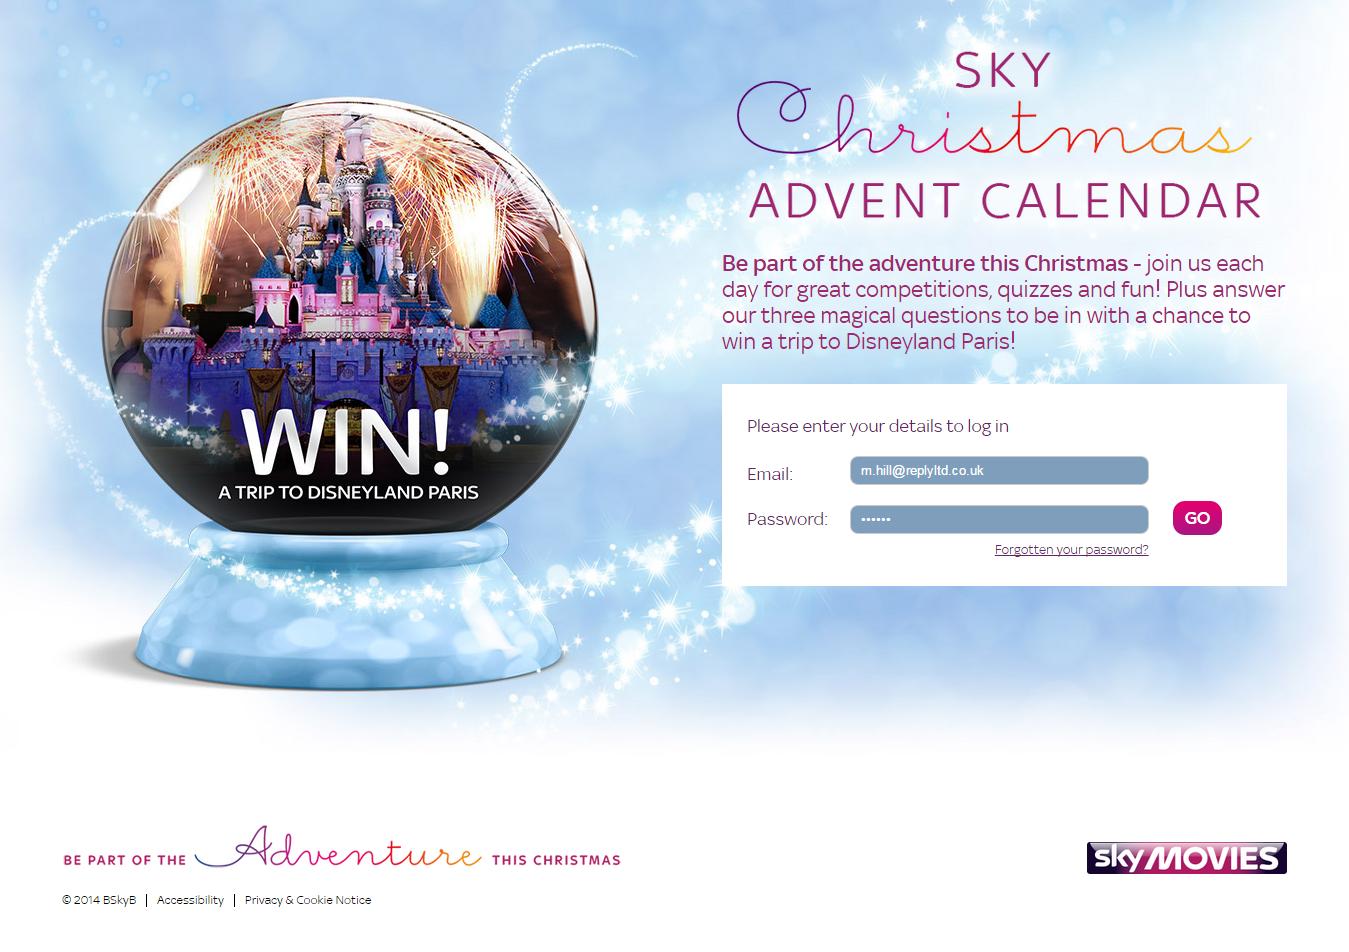 WIN!
A TRIP TO DISNEYLAND PARIS
SKY
Christmas
ADVENT CALENDAR
Be part of the adventure this Christmas - join us each
day for great competitions, quizzes and fun! Plus answer
our three magical questions to be in with a chance to
win a trip to Disneyland Paris!
Please enter your details to log in
Email: m.hill@replyltd.co.uk
Password: •••••• GO
Forgotten your password?
BE PART OF THE Adventure THIS CHRISTMAS
sky MOVIES
© 2014 BSkyB | Accessibility | Privacy & Cookie Notice